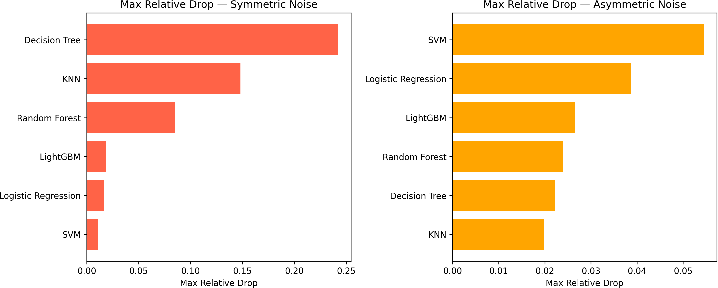 Max Relative Drop — Symmetric Noise
Decision Tree
KNN
Random Forest
LightGBM
Logistic Regression
SVM
0.00 0.05 0.10 0.15 0.20 0.25
Max Relative Drop
Max Relative Drop — Asymmetric Noise
SVM
Logistic Regression
LightGBM
Random Forest
Decision Tree
KNN
0.00 0.01 0.02 0.03 0.04 0.05
Max Relative Drop